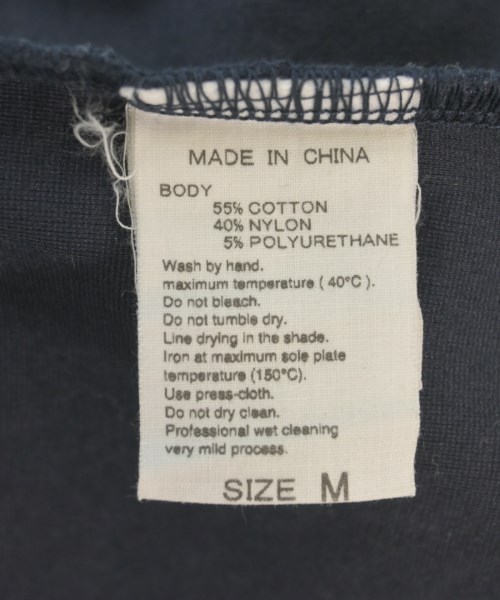 MADE IN CHINA
BODY
55% COTTON
40% NYLON
5% POLYURETHANE
Wash by hand.
maximum temperature ( 40°C ).
Do not bleach.
Do not tumble dry.
Line drying in the shade.
Iron at maximum sole plate
temperature (150°C).
Use press-cloth.
Do not dry clean.
Professional wet cleaning
very mild process.
SIZE M